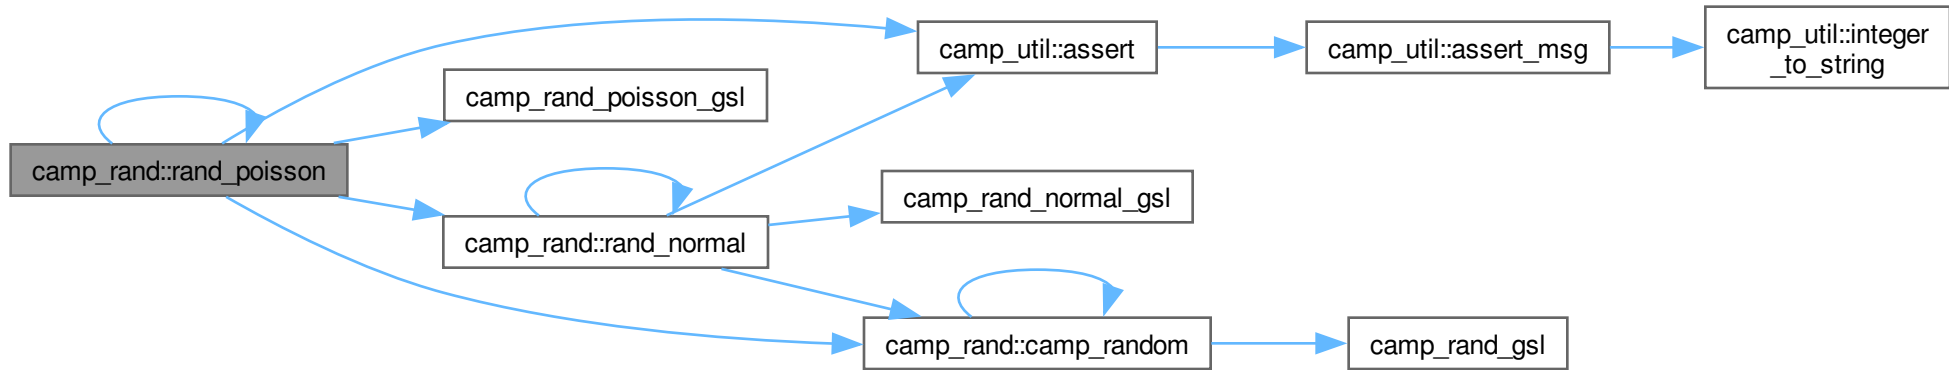 camp_rand::rand_poisson
camp_rand_poisson_gsl
camp_rand::rand_normal
camp_util::assert
camp_rand_normal_gsl
camp_rand::camp_random
camp_util::assert_msg
camp_rand_gsl
camp_util::integer
_to_string